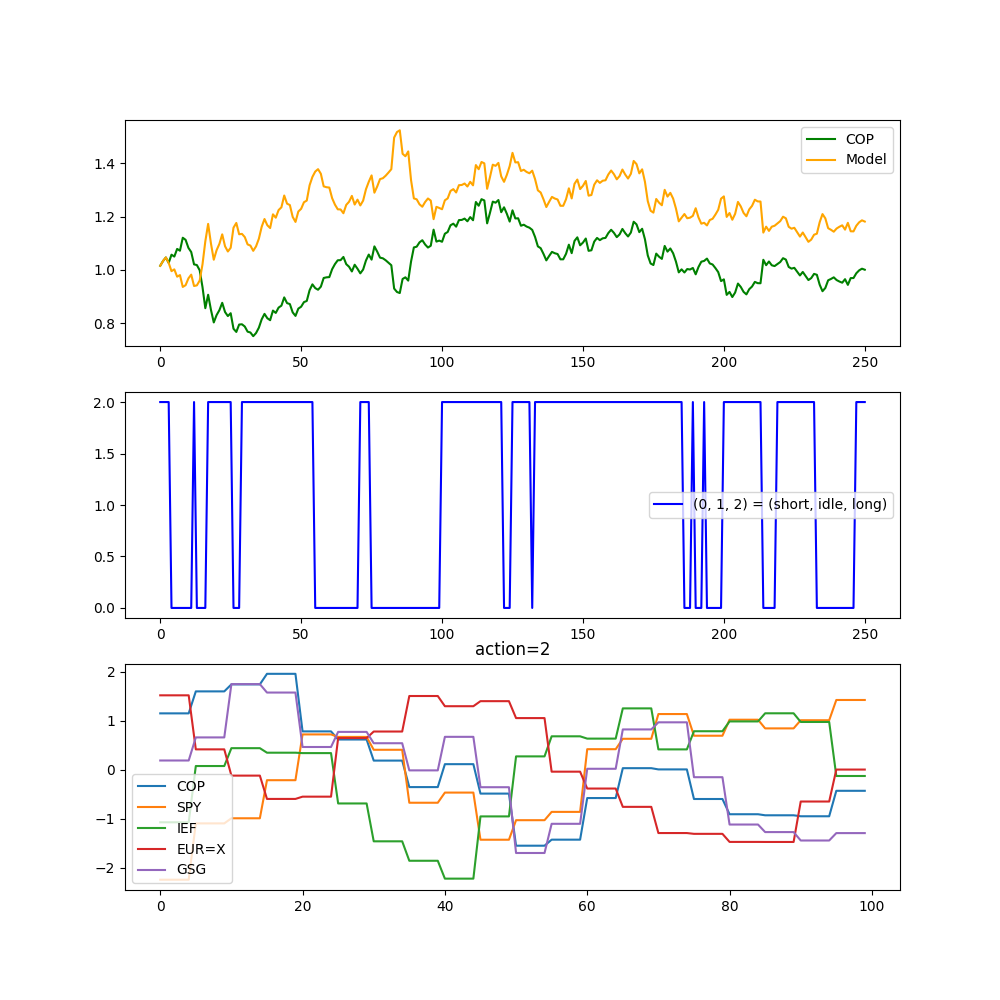 1.4
1.2
1.0
0.8
COP
Model
0 50 100 150 200 250
2.0
1.5
1.0
0.5
0.0
(0, 1, 2) = (short, idle, long)
0 50 100 150 200 250
action=2
2
1
0
−1
−2
COP
SPY
IEF
EUR=X
GSG
0 20 40 60 80 100